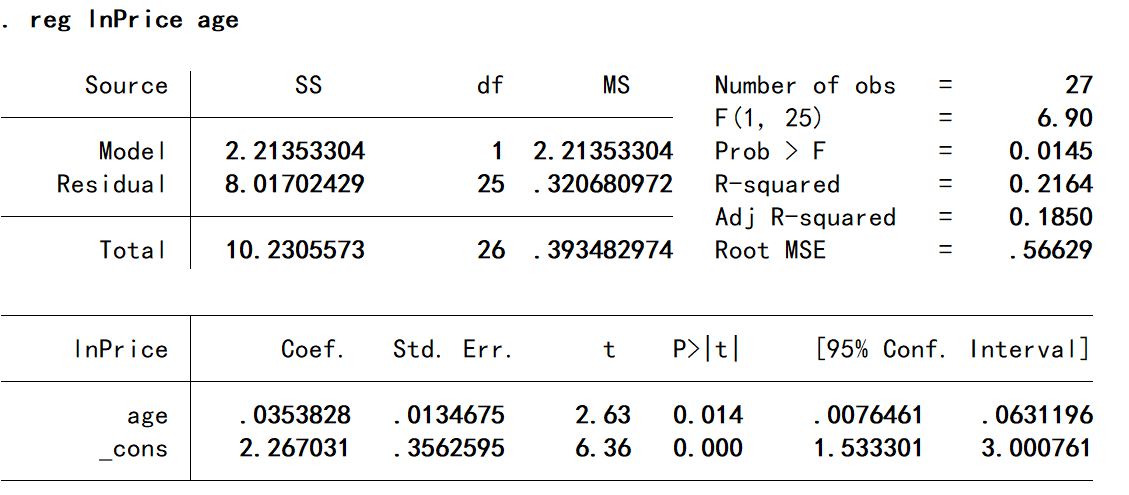 . reg lnPrice age
Source SS df MS Number of obs = 27
F(1, 25) = 6.90
Model 2.21353304 1 2.21353304 Prob > F = 0.0145
Residual 8.01702429 25 .320680972 R-squared = 0.2164
Adj R-squared = 0.1850
Total 10.2305573 26 .393482974 Root MSE = .56629
lnPrice Coef. Std. Err. t P>|t| [95% Conf. Interval]
age .0353828 .0134675 2.63 0.014 .0076461 .0631196
_cons 2.267031 .3562595 6.36 0.000 1.533301 3.000761